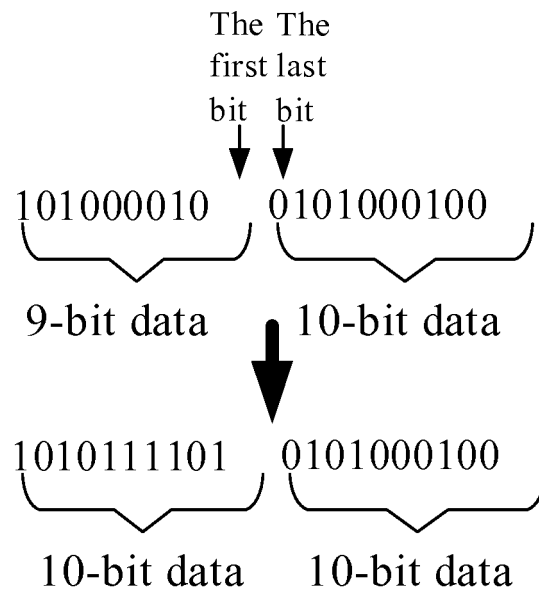 The The
first last
bit bit
101000010 0101000100
9-bit data 10-bit data
1010111101 0101000100
10-bit data 10-bit data